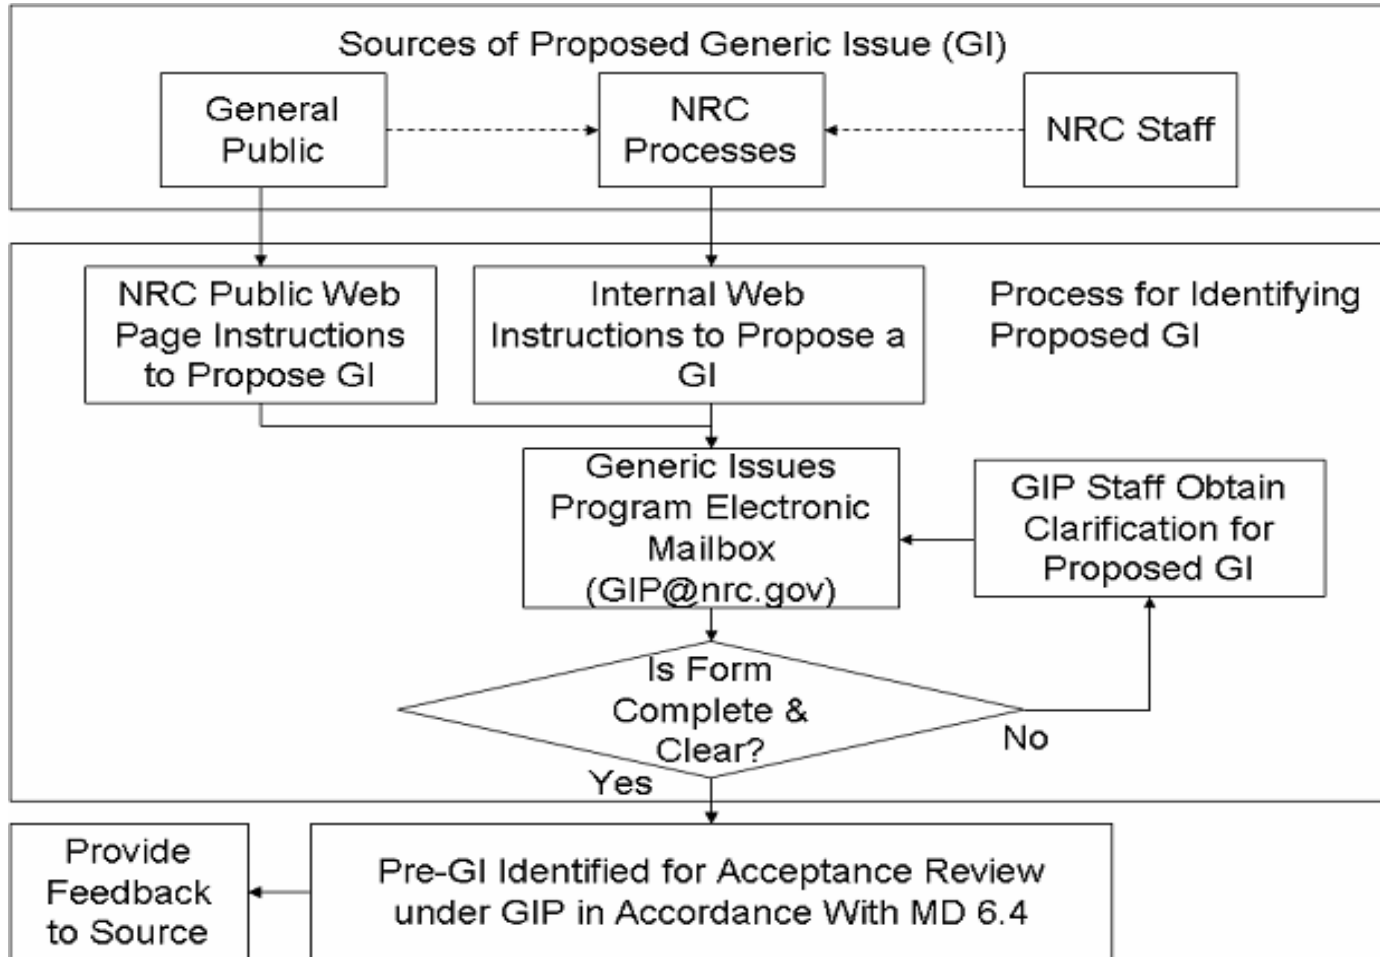 Sources of Proposed Generic Issue (GI)
General
Public
NRC
Processes
NRC Staff
NRC Public Web
Page Instructions
to Propose GI
Internal Web
Instructions to Propose a
GI
Process for Identifying
Proposed GI
Generic Issues
Program Electronic
Mailbox
(GIP@nrc.gov)
GIP Staff Obtain
Clarification for
Proposed GI
Is Form
Complete &
Clear?
No
Yes
Provide
Feedback
to Source
Pre-GI Identified for Acceptance Review
under GIP in Accordance With MD 6.4